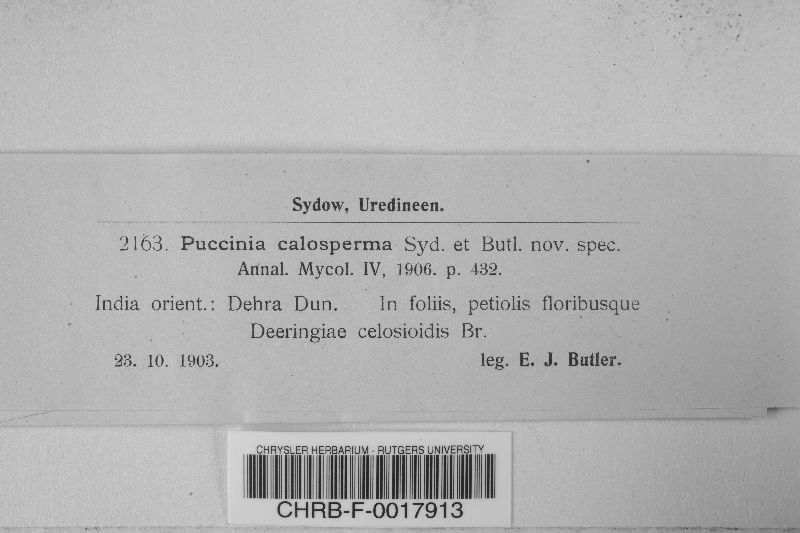 Sydow, Uredineen.
2163. Puccinia calosperma Syd. et Butl. nov. spec.
Annal. Mycol. IV, 1906. p. 432.
India orient.: Dehra Dun. In foliis, petiolis floribusque
Deeringiae celosioidis Br.
23. 10. 1903. leg. E. J. Butler.
CHRYSLER HERBARIUM - RUTGERS UNIVERSITY
CHRB-F-0017913